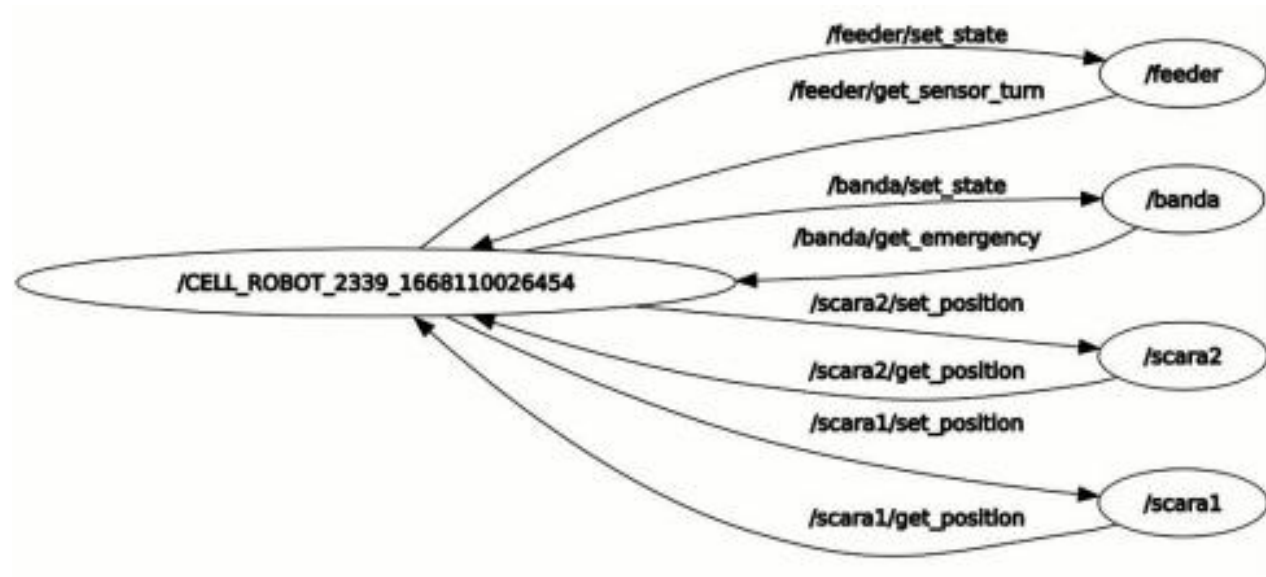 /feeder/set_state
/feeder
/feeder/get_sensor_turn
/banda/set_state
/banda
/banda/get_emergency
/CELL_ROBOT_2339_1668110026454
/scara2/set_position
/scara2
/scara2/get_position
/scara1/set_position
/scara1
/scara1/get_position